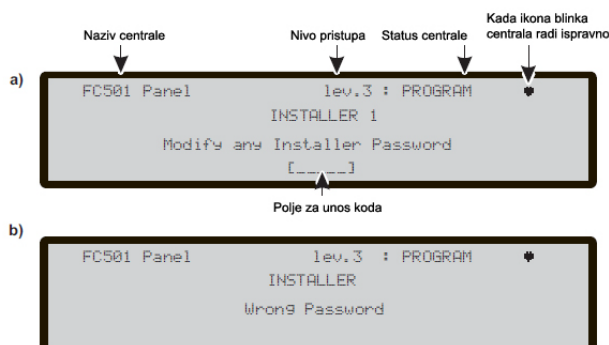 Kada ikona blinka
centrala radi ispravno
Naziv centrale Nivo pristupa Status centrale
a)
FC501 Panel lev.3 : PROGRAM ♥
INSTALLER 1
Modify any Installer Password
[_____]
Polje za unos koda
b)
FC501 Panel lev.3 : PROGRAM ♥
INSTALLER
Wrong Password